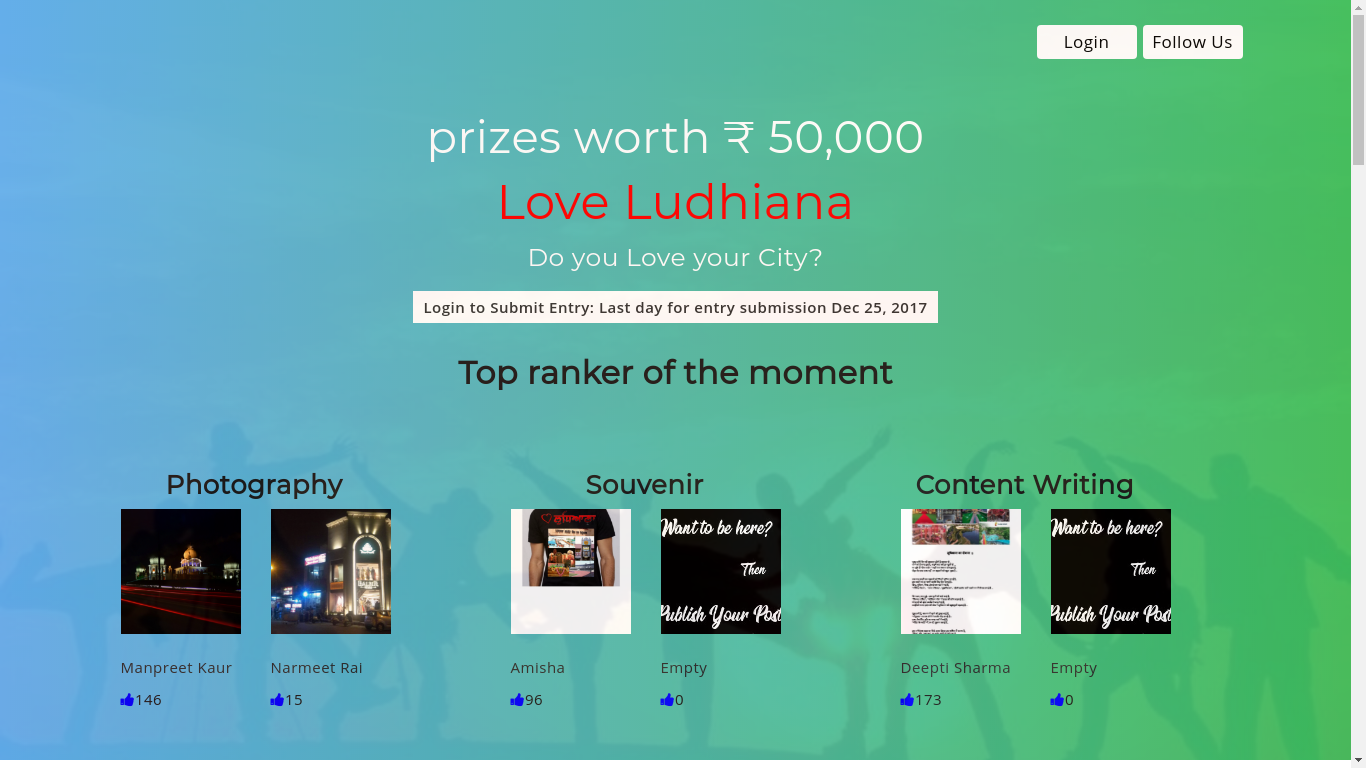 Login
Follow Us
prizes worth ₹ 50,000
Love Ludhiana
Do you Love your City?
Login to Submit Entry: Last day for entry submission Dec 25, 2017
Top ranker of the moment
Photography
Souvenir
Content Writing
Want to be here?
Then
Publish Your Post
Want to be here?
Then
Publish Your Post
Manpreet Kaur
Narmeet Rai
Amisha
Empty
Deepti Sharma
Empty
146
15
96
0
173
0